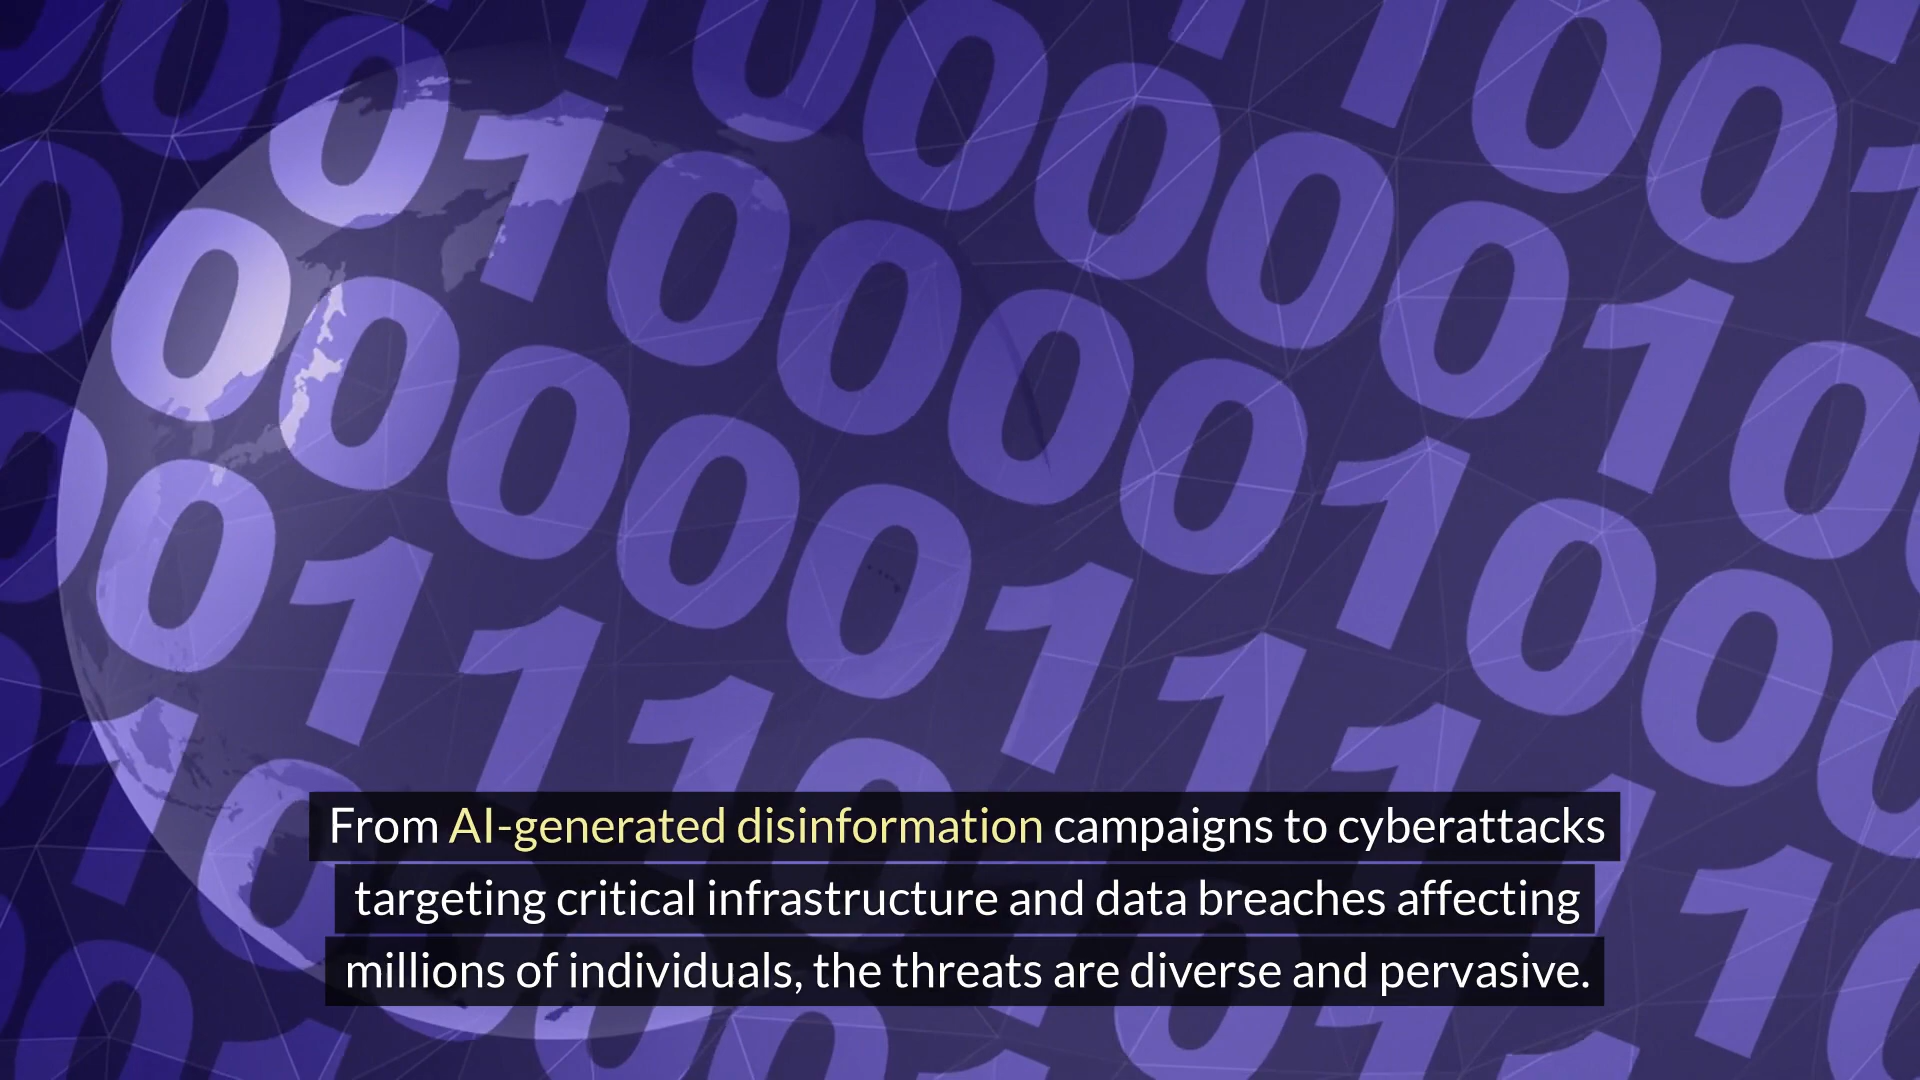 From AI-generated disinformation campaigns to cyberattacks
targeting critical infrastructure and data breaches affecting
millions of individuals, the threats are diverse and pervasive.